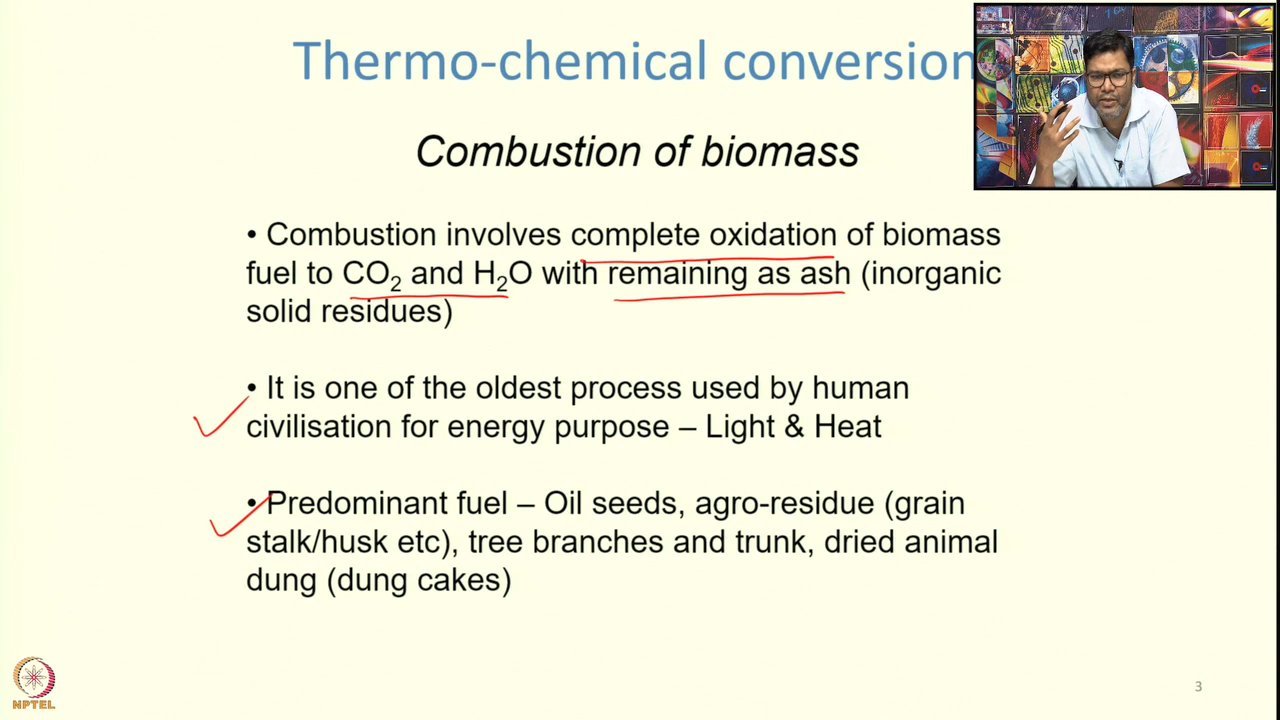 Thermo-chemical conversion
Combustion of biomass
• Combustion involves complete oxidation of biomass
fuel to CO₂ and H₂O with remaining as ash (inorganic
solid residues)
• It is one of the oldest process used by human
civilisation for energy purpose – Light & Heat
• Predominant fuel – Oil seeds, agro-residue (grain
stalk/husk etc), tree branches and trunk, dried animal
dung (dung cakes)
NPTEL
3